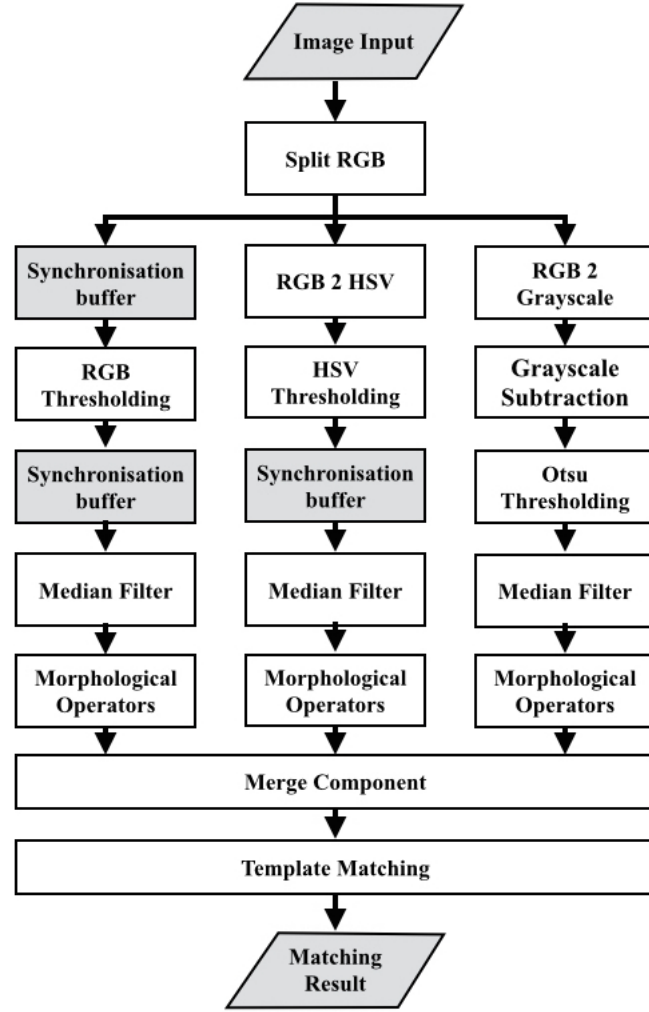 Image Input
Split RGB
Synchronisation
buffer
RGB 2 HSV
RGB 2
Grayscale
RGB
Thresholding
HSV
Thresholding
Grayscale
Subtraction
Synchronisation
buffer
Synchronisation
buffer
Otsu
Thresholding
Median Filter
Median Filter
Median Filter
Morphological
Operators
Morphological
Operators
Morphological
Operators
Merge Component
Template Matching
Matching
Result